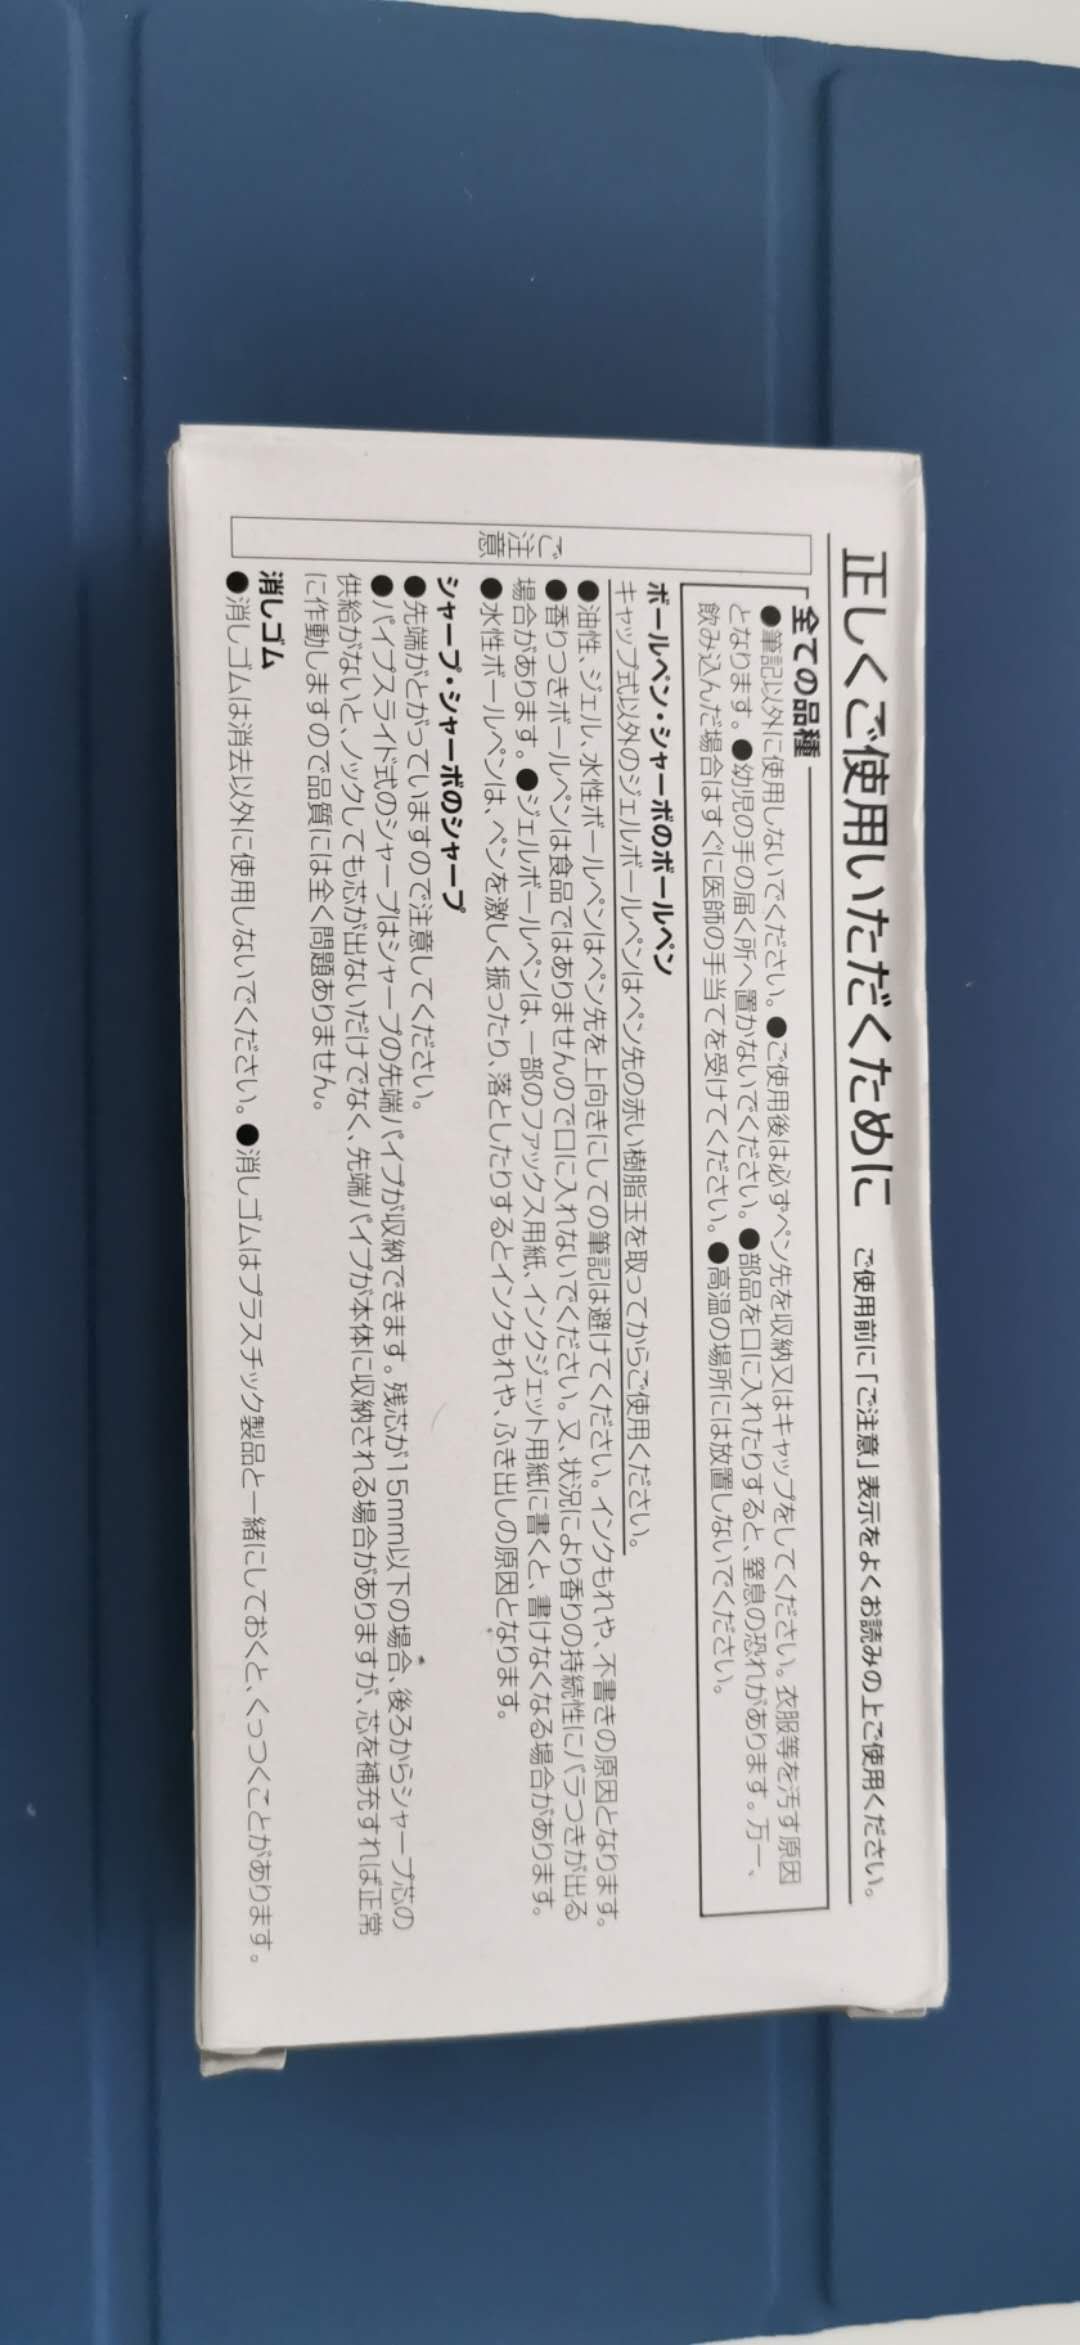 正しくご使用いただくために ご使用前に「ご注意」表示をよくお読みの上ご使用ください。
ご注意
全ての品種
●筆記以外に使用しないでください。●ご使用後は必ずペン先を収納又はキャップをしてください。衣服等を汚す原因
となります。●幼児の手の届く所へ置かないでください。●部品を口に入れたりすると、窒息の恐れがあります。万一、
飲み込んだ場合はすぐに医師の手当てを受けてください。●高温の場所には放置しないでください。
ボールペン・シャーボのボールペン
キャップ式以外のジェルボールペンはペン先の赤い樹脂玉を取ってからご使用ください。
●油性、ジェル、水性ボールペンはペン先を上向きにしての筆記は避けてください。インクもれや、不書きの原因となります。
●香りつきボールペンは食品ではありませんので口に入れないでください。又、状況により香りの持続性にバラつきが出る
場合があります。●ジェルボールペンは、一部のファックス用紙、インクジェット用紙に書くと、書けなくなる場合があります。
●水性ボールペンは、ペンを激しく振ったり、落としたりするとインクもれや、ふき出しの原因となります。
シャープ・シャーボのシャープ
●先端がとがっていますので注意してください。
●パイプスライド式のシャープはシャープの先端パイプが収納できます。残芯が15mm以下の場合、後ろからシャープ芯の
供給がないと、ノックしても芯が出ないだけでなく、先端パイプが本体に収納される場合がありますが、芯を補充すれば正常
に作動しますので品質には全く問題ありません。
消しゴム
●消しゴムは消去以外に使用しないでください。●消しゴムはプラスチック製品と一緒にしておくと、くっつくことがあります。